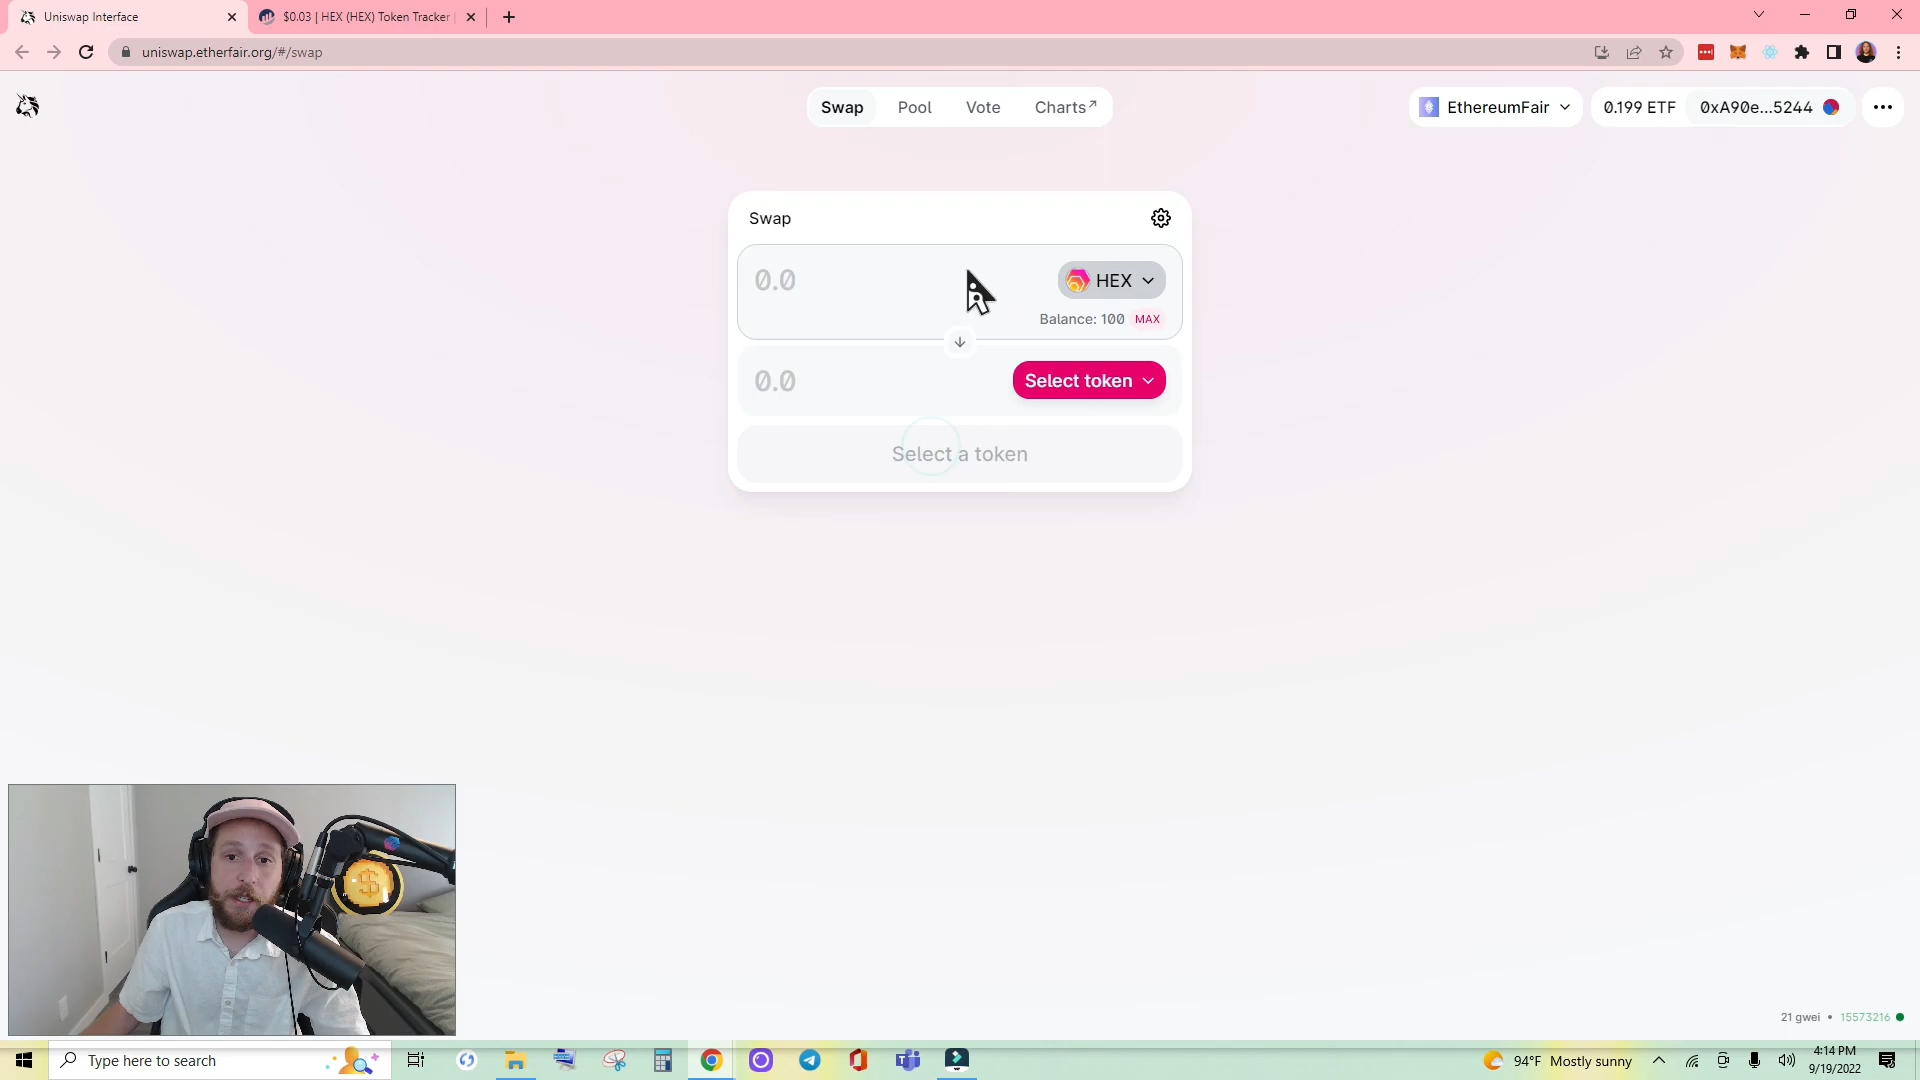 Uniswap Interface
$0.03 | HEX (HEX) Token Tracker
uniswap.etherfair.org/#/swap
Swap
Pool
Vote
Charts↗
EthereumFair
0.199 ETF
0xA90e...5244
Swap
0.0
HEX
Balance: 100 MAX
0.0
Select token
Select a token
21 gwei • 15573216
Type here to search
94°F Mostly sunny
4:14 PM
9/19/2022